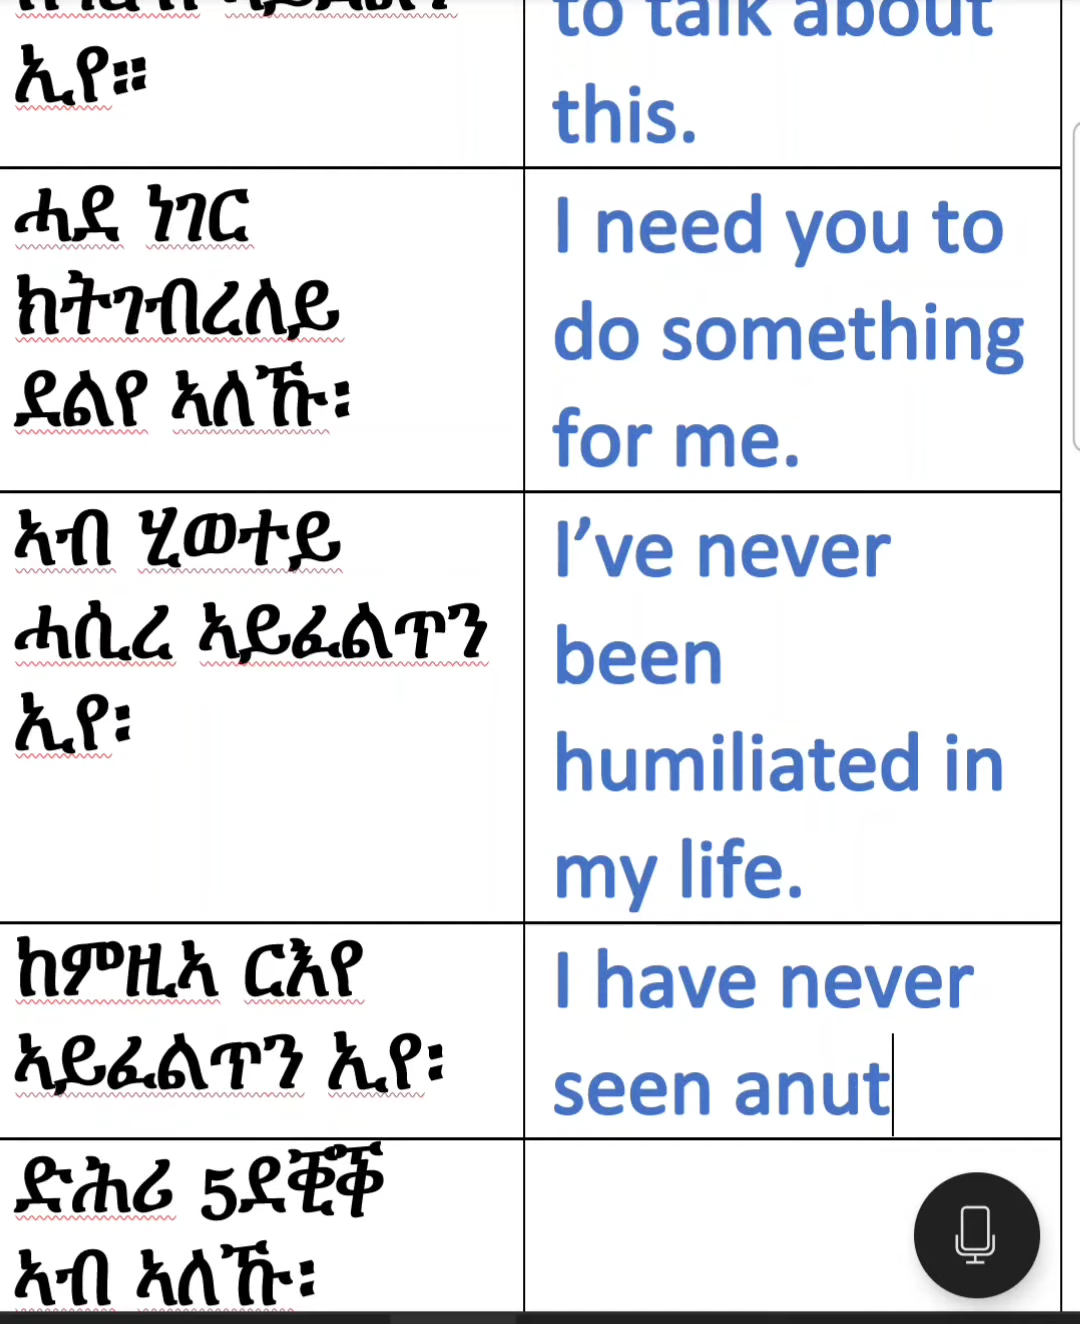 to talk about
ኢየ።
this.
ሓደ ነገር
ክትገብረለይ
ደልየ ኣለኹ፡
I need you to
do something
for me.
ኣብ ሂወተይ
ሓሲረ ኣይፈልጥን
ኢየ፡
I’ve never
been
humiliated in
my life.
ከምዚኣ ርእየ
ኣይፈልጥን ኢየ፡
I have never
seen anut
ድሕሪ 5ደቒቕ
ኣብ ኣለኹ፡